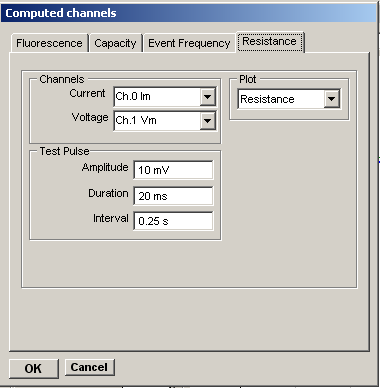 Computed channels
Fluorescence Capacity Event Frequency Resistance
Channels
Current Ch.0 Im
Voltage Ch.1 Vm
Plot
Resistance
Test Pulse
Amplitude 10 mV
Duration 20 ms
Interval 0.25 s
OK Cancel